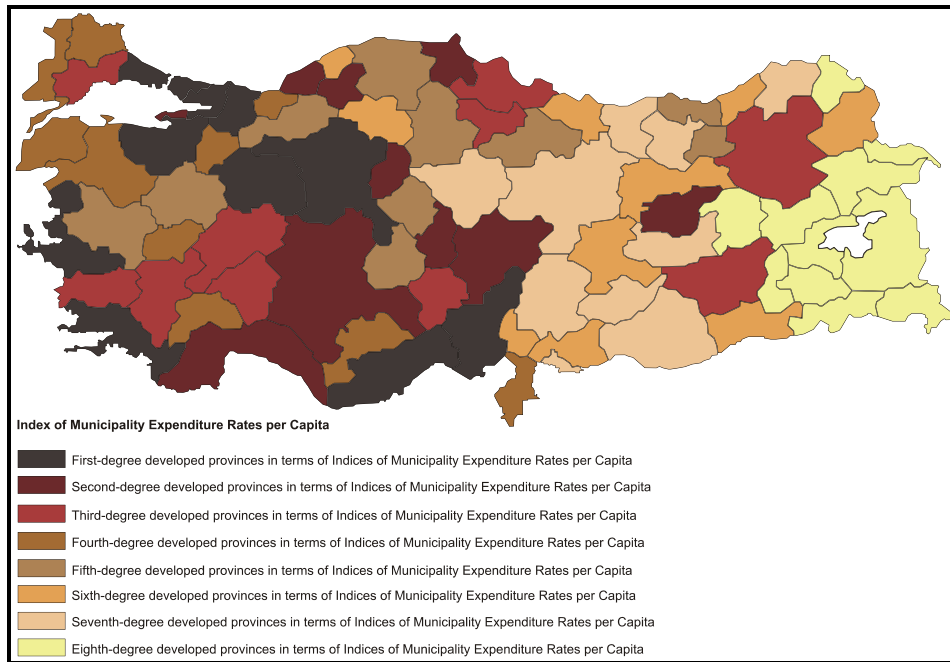 Index of Municipality Expenditure Rates per Capita
First-degree developed provinces in terms of Indices of Municipality Expenditure Rates per Capita
Second-degree developed provinces in terms of Indices of Municipality Expenditure Rates per Capita
Third-degree developed provinces in terms of Indices of Municipality Expenditure Rates per Capita
Fourth-degree developed provinces in terms of Indices of Municipality Expenditure Rates per Capita
Fifth-degree developed provinces in terms of Indices of Municipality Expenditure Rates per Capita
Sixth-degree developed provinces in terms of Indices of Municipality Expenditure Rates per Capita
Seventh-degree developed provinces in terms of Indices of Municipality Expenditure Rates per Capita
Eighth-degree developed provinces in terms of Indices of Municipality Expenditure Rates per Capita